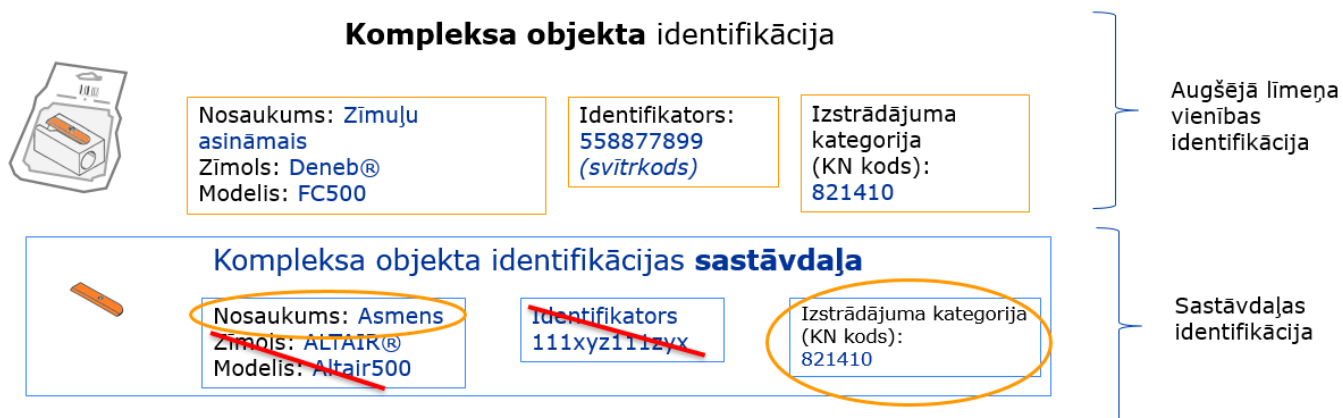 Kompleksa objekta identifikācija
Nosaukums: Zīmuļu
asināmais
Zīmols: Deneb®
Modelis: FC500
Identifikators:
558877899
(svītrkods)
Izstrādājuma
kategorija
(KN kods):
821410
Augšējā līmeņa
vienības
identifikācija
Kompleksa objekta identifikācijas sastāvdaļa
Nosaukums: Asmens
Zīmols: ALTAIR®
Modelis: Altair500
Identifikators
111xyz111zyx
Izstrādājuma kategorija
(KN kods):
821410
Sastāvdaļas
identifikācija